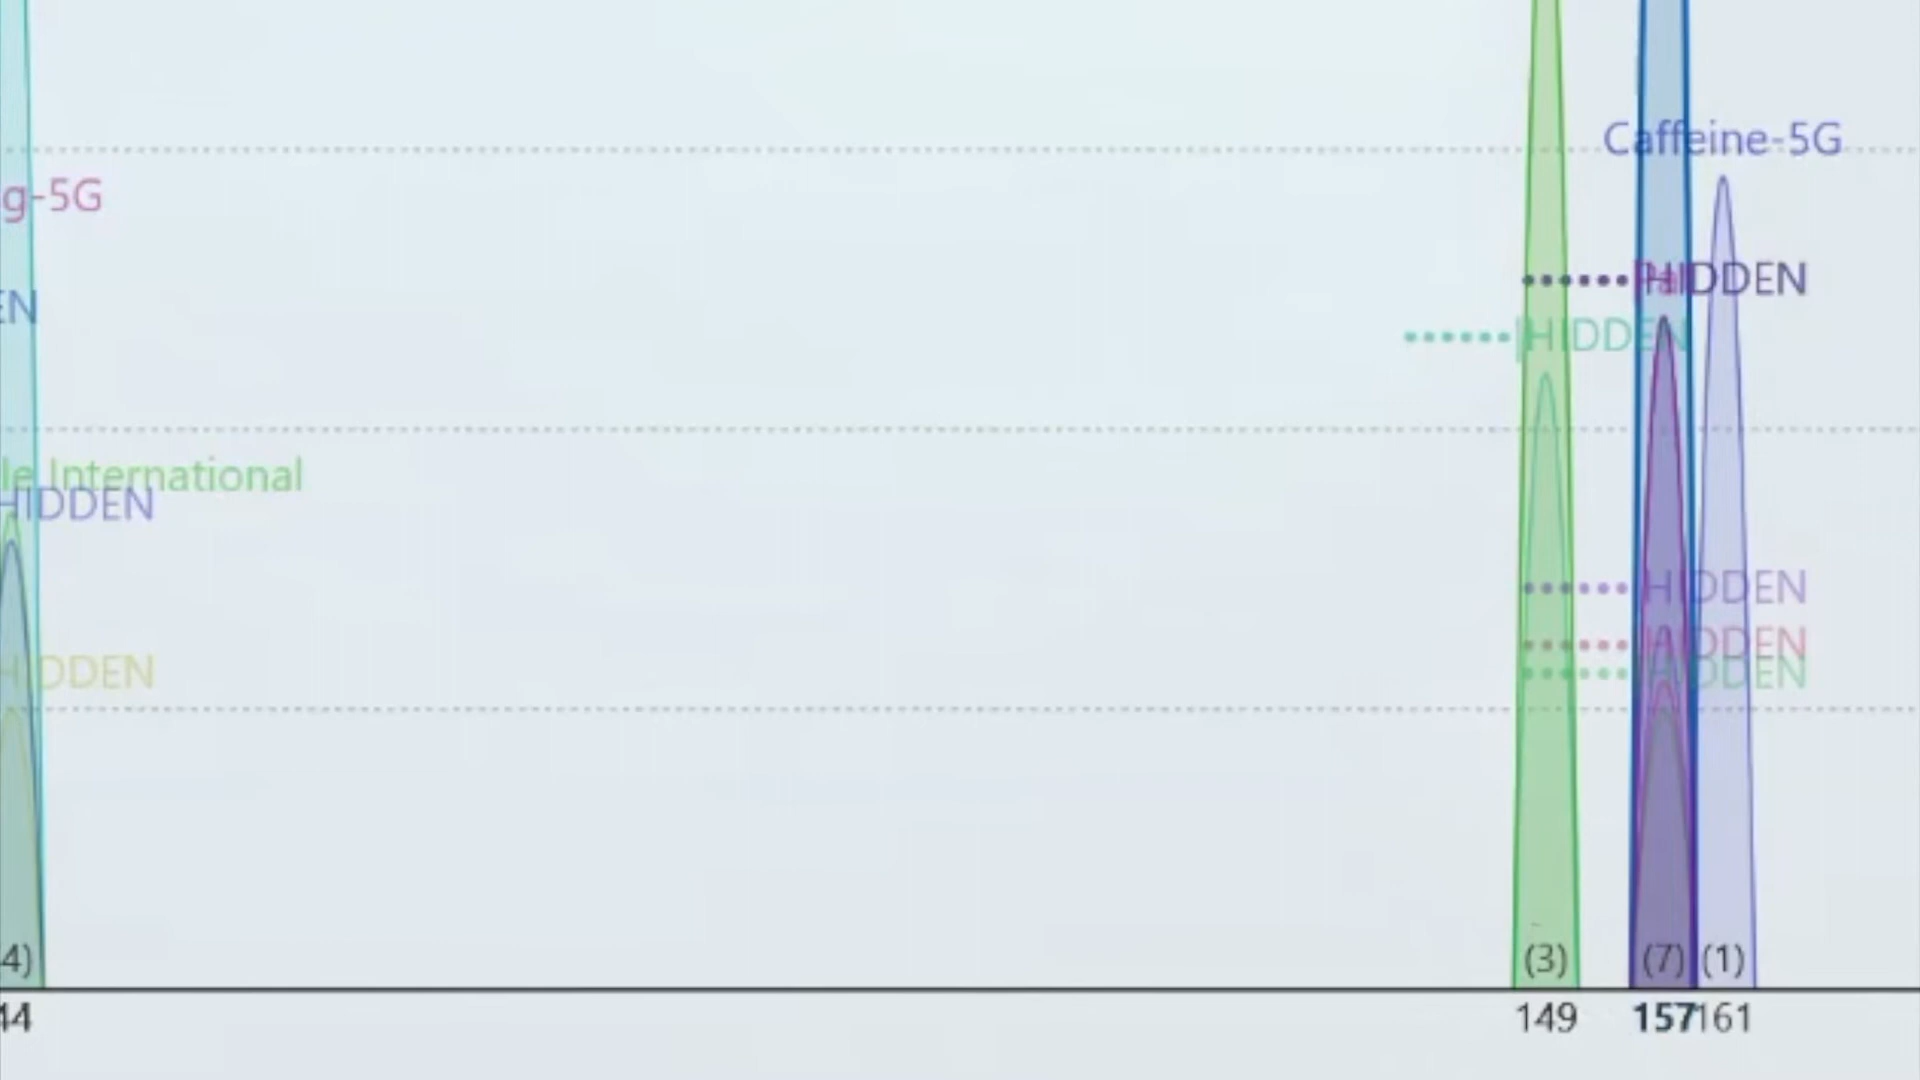 Caffeine-5G
g-5G
HIDDEN
EN
HIDDEN
le International
HIDDEN
HIDDEN
HIDDEN
HIDDEN
HIDDEN
4) (3) (7) (1)
44 149 157 161